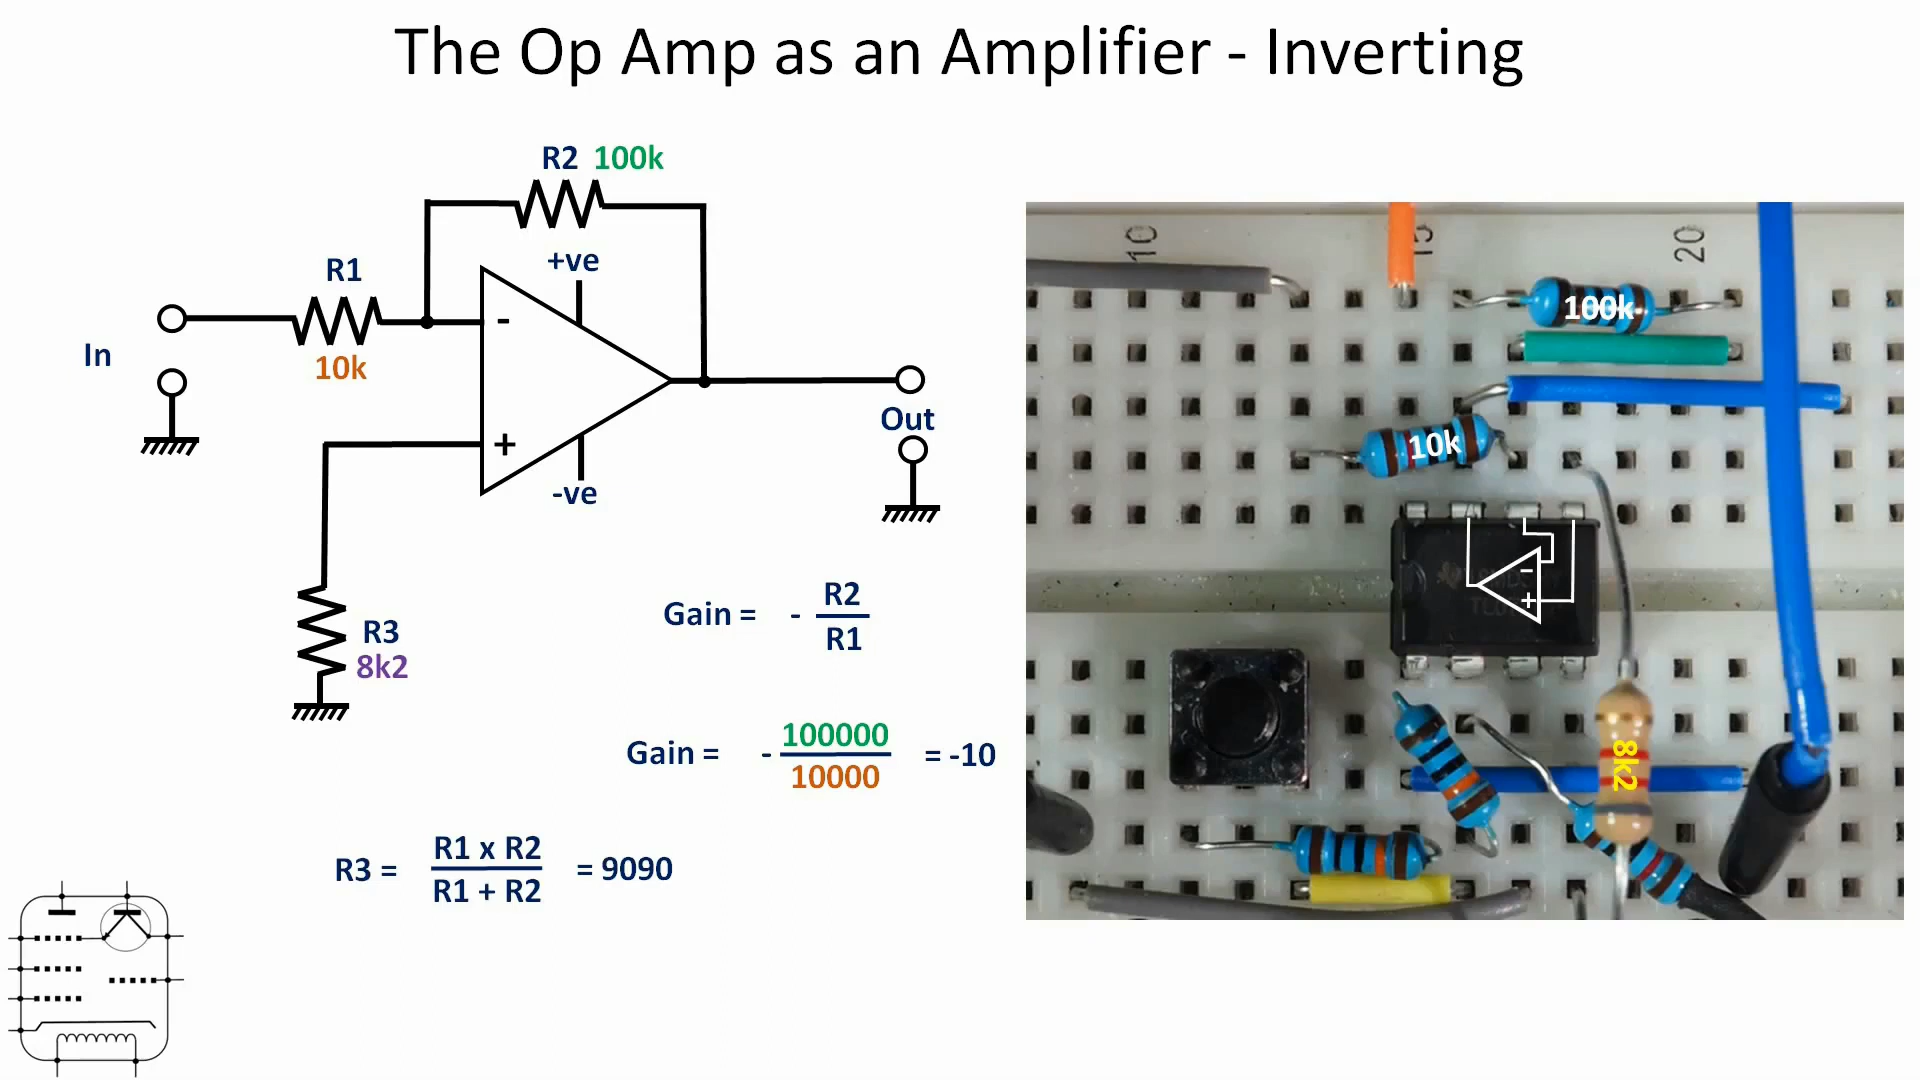 The Op Amp as an Amplifier - Inverting
R2 100k
+ve
R1
10k
In
-
+
-ve
Out
R3
8k2
Gain = - R2
R1
Gain = - 100000 = -10
10000
R3 = R1 x R2 = 9090
R1 + R2
10
15
20
100k
10k
-
+
8k2